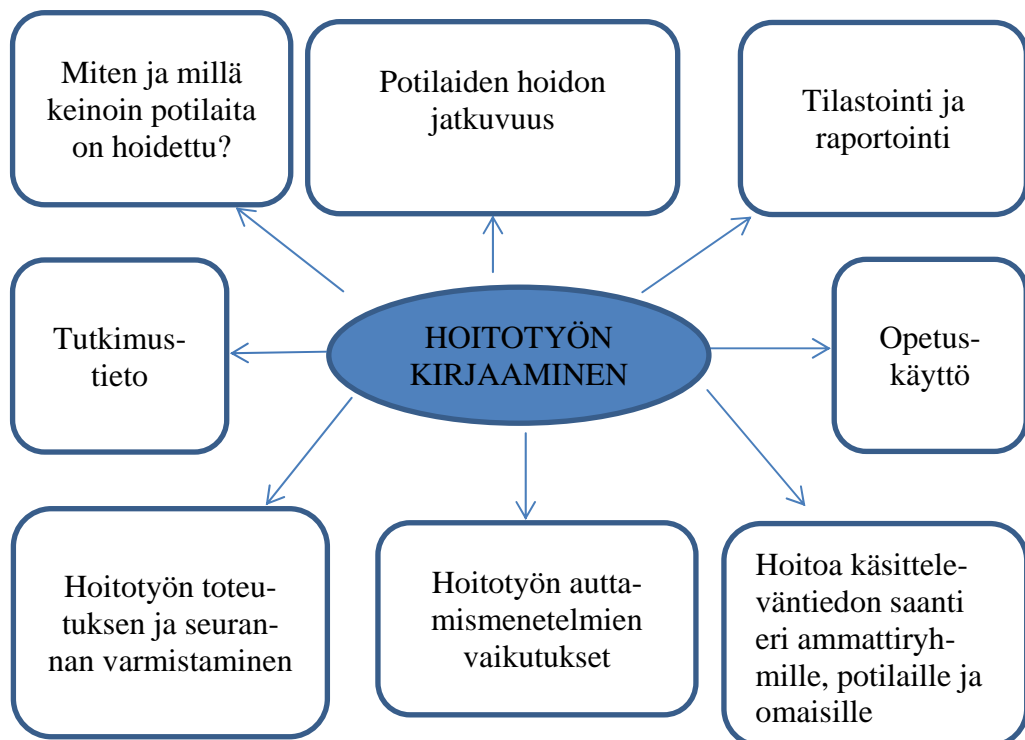 Miten ja millä
keinoin potilaita
on hoidettu?
Potilaiden hoidon
jatkuvuus
Tilastointi ja
raportointi
Tutkimus-
tieto
HOITOTYÖN
KIRJAAMINEN
Opetus-
käyttö
Hoitotyön toteu-
tuksen ja seuran-
nan varmistaminen
Hoitotyön autta-
mismenetelmien
vaikutukset
Hoitoa käsittele-
väntiedon saanti
eri ammattiryh-
mille, potilaille ja
omaisille